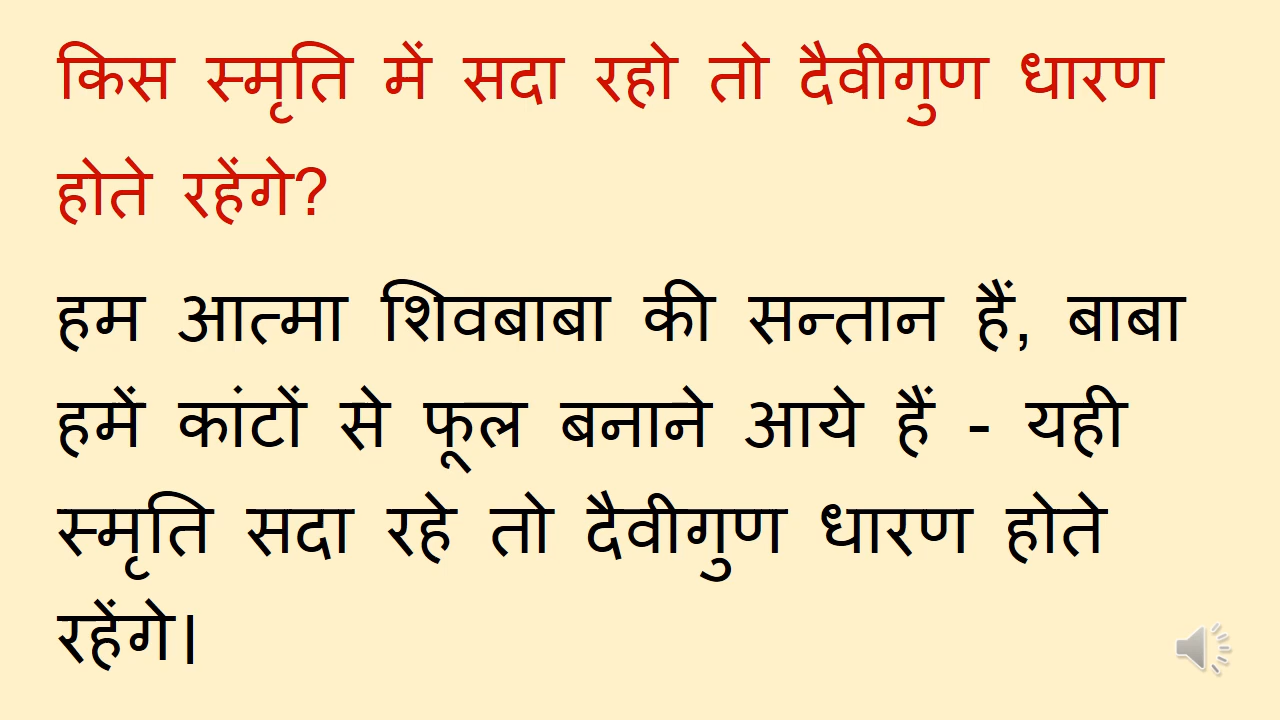 किस स्मृति में सदा रहो तो दैवीगुण धारण
होते रहेंगे?
हम आत्मा शिवबाबा की सन्तान हैं, बाबा
हमें कांटों से फूल बनाने आये हैं - यही
स्मृति सदा रहे तो दैवीगुण धारण होते
रहेंगे।